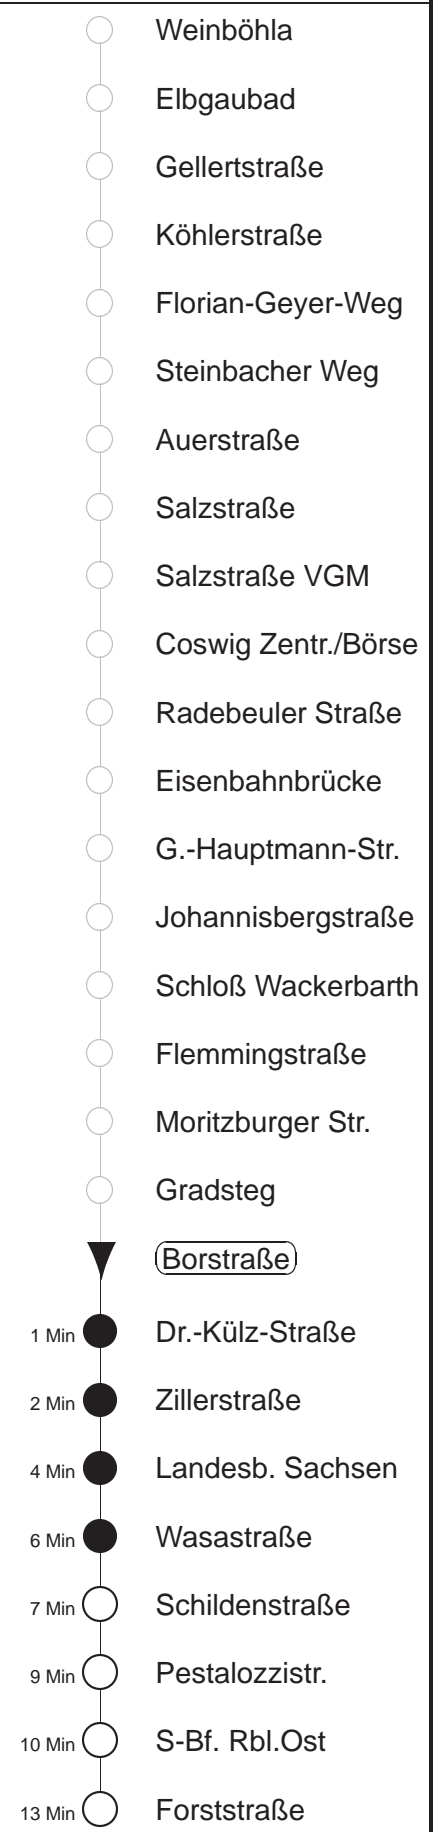 Weinböhla
Elbgaubad
Gellertstraße
Köhlerstraße
Florian-Geyer-Weg
Steinbacher Weg
Auerstraße
Salzstraße
Salzstraße VGM
Coswig Zentr./Börse
Radebeuler Straße
Eisenbahnbrücke
G.-Hauptmann-Str.
Johannisbergstraße
Schloß Wackerbarth
Flemmingstraße
Moritzburger Str.
Gradsteg
Borstraße
1 Min Dr.-Külz-Straße
2 Min Zillerstraße
4 Min Landesb. Sachsen
6 Min Wasastraße
7 Min Schildenstraße
9 Min Pestalozzistr.
10 Min S-Bf. Rbl.Ost
13 Min Forststraße